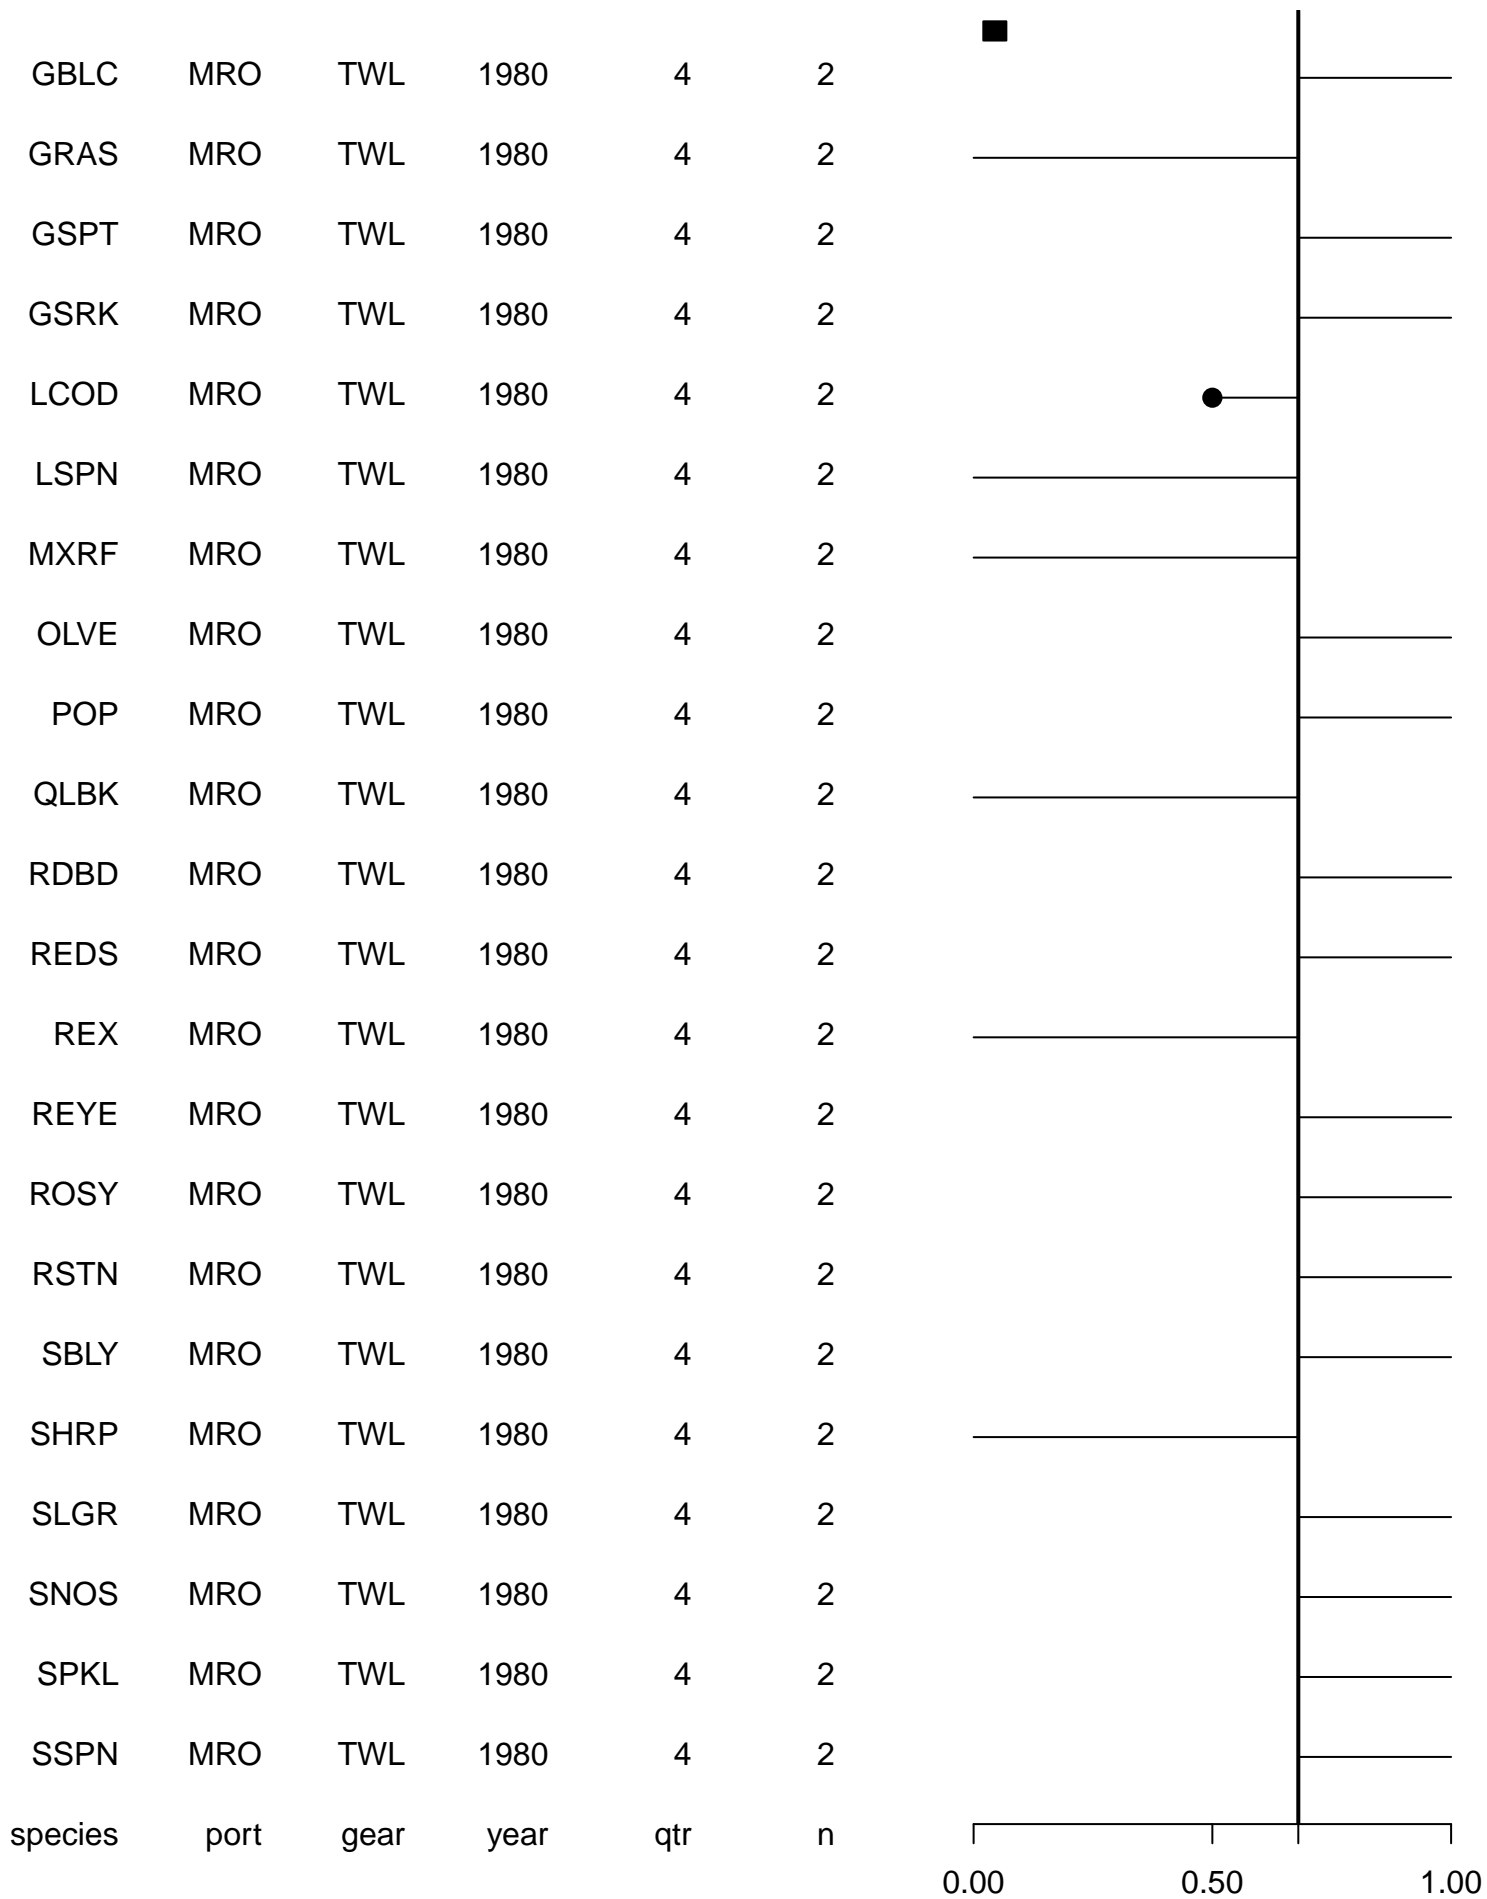 GBLC MRO TWL 1980 4 2
GRAS MRO TWL 1980 4 2
GSPT MRO TWL 1980 4 2
GSRK MRO TWL 1980 4 2
LCOD MRO TWL 1980 4 2
LSPN MRO TWL 1980 4 2
MXRF MRO TWL 1980 4 2
OLVE MRO TWL 1980 4 2
POP MRO TWL 1980 4 2
QLBK MRO TWL 1980 4 2
RDBD MRO TWL 1980 4 2
REDS MRO TWL 1980 4 2
REX MRO TWL 1980 4 2
REYE MRO TWL 1980 4 2
ROSY MRO TWL 1980 4 2
RSTN MRO TWL 1980 4 2
SBLY MRO TWL 1980 4 2
SHRP MRO TWL 1980 4 2
SLGR MRO TWL 1980 4 2
SNOS MRO TWL 1980 4 2
SPKL MRO TWL 1980 4 2
SSPN MRO TWL 1980 4 2
species port gear year qtr n
0.00 0.50 1.00